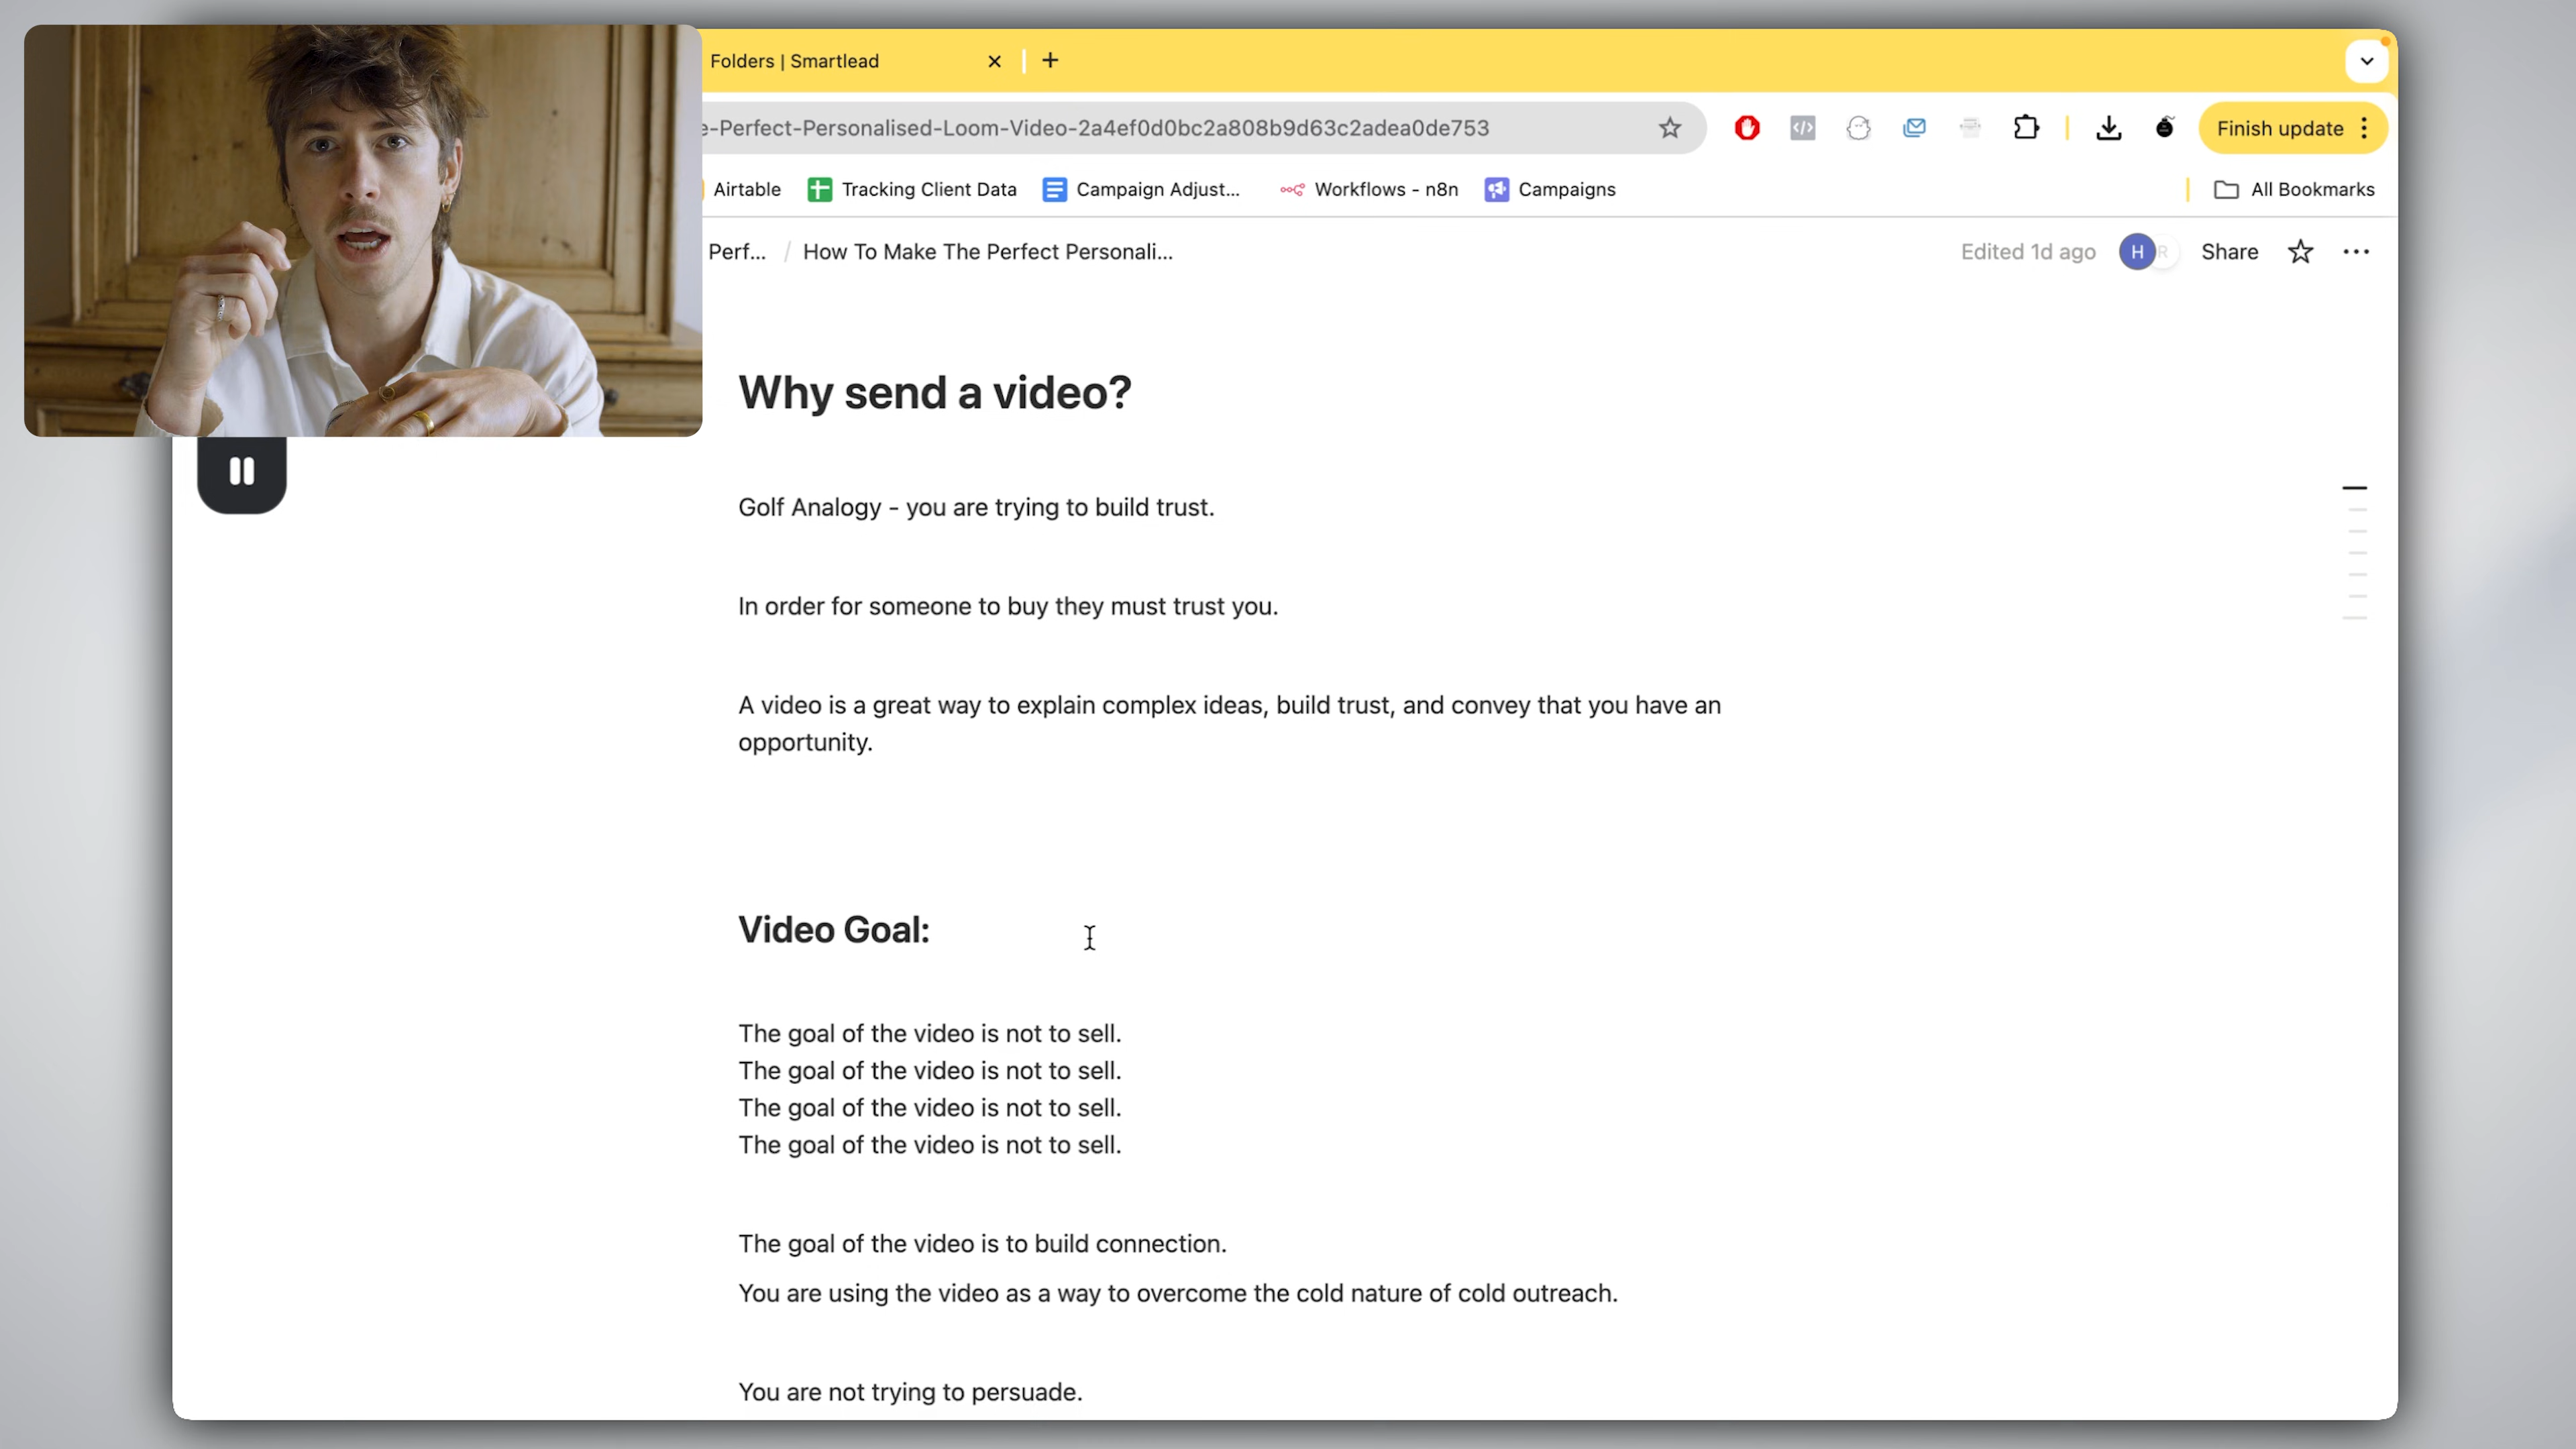 Folders | Smartlead
e-Perfect-Personalised-Loom-Video-2a4ef0d0bc2a808b9d63c2adea0de753
Finish update
Airtable
Tracking Client Data
Campaign Adjust...
Workflows - n8n
Campaigns
All Bookmarks
Perf... / How To Make The Perfect Personali...
Edited 1d ago
H
R
Share
Why send a video?
Golf Analogy - you are trying to build trust.
In order for someone to buy they must trust you.
A video is a great way to explain complex ideas, build trust, and convey that you have an
opportunity.
Video Goal:
The goal of the video is not to sell.
The goal of the video is not to sell.
The goal of the video is not to sell.
The goal of the video is not to sell.
The goal of the video is to build connection.
You are using the video as a way to overcome the cold nature of cold outreach.
You are not trying to persuade.